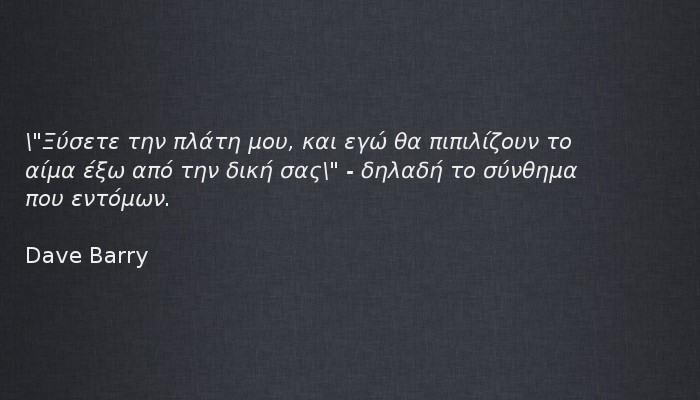 \"Ξύσετε την πλάτη μου, και εγώ θα πιπιλίζουν το
αίμα έξω από την δική σας\" - δηλαδή το σύνθημα
που εντόμων.
Dave Barry